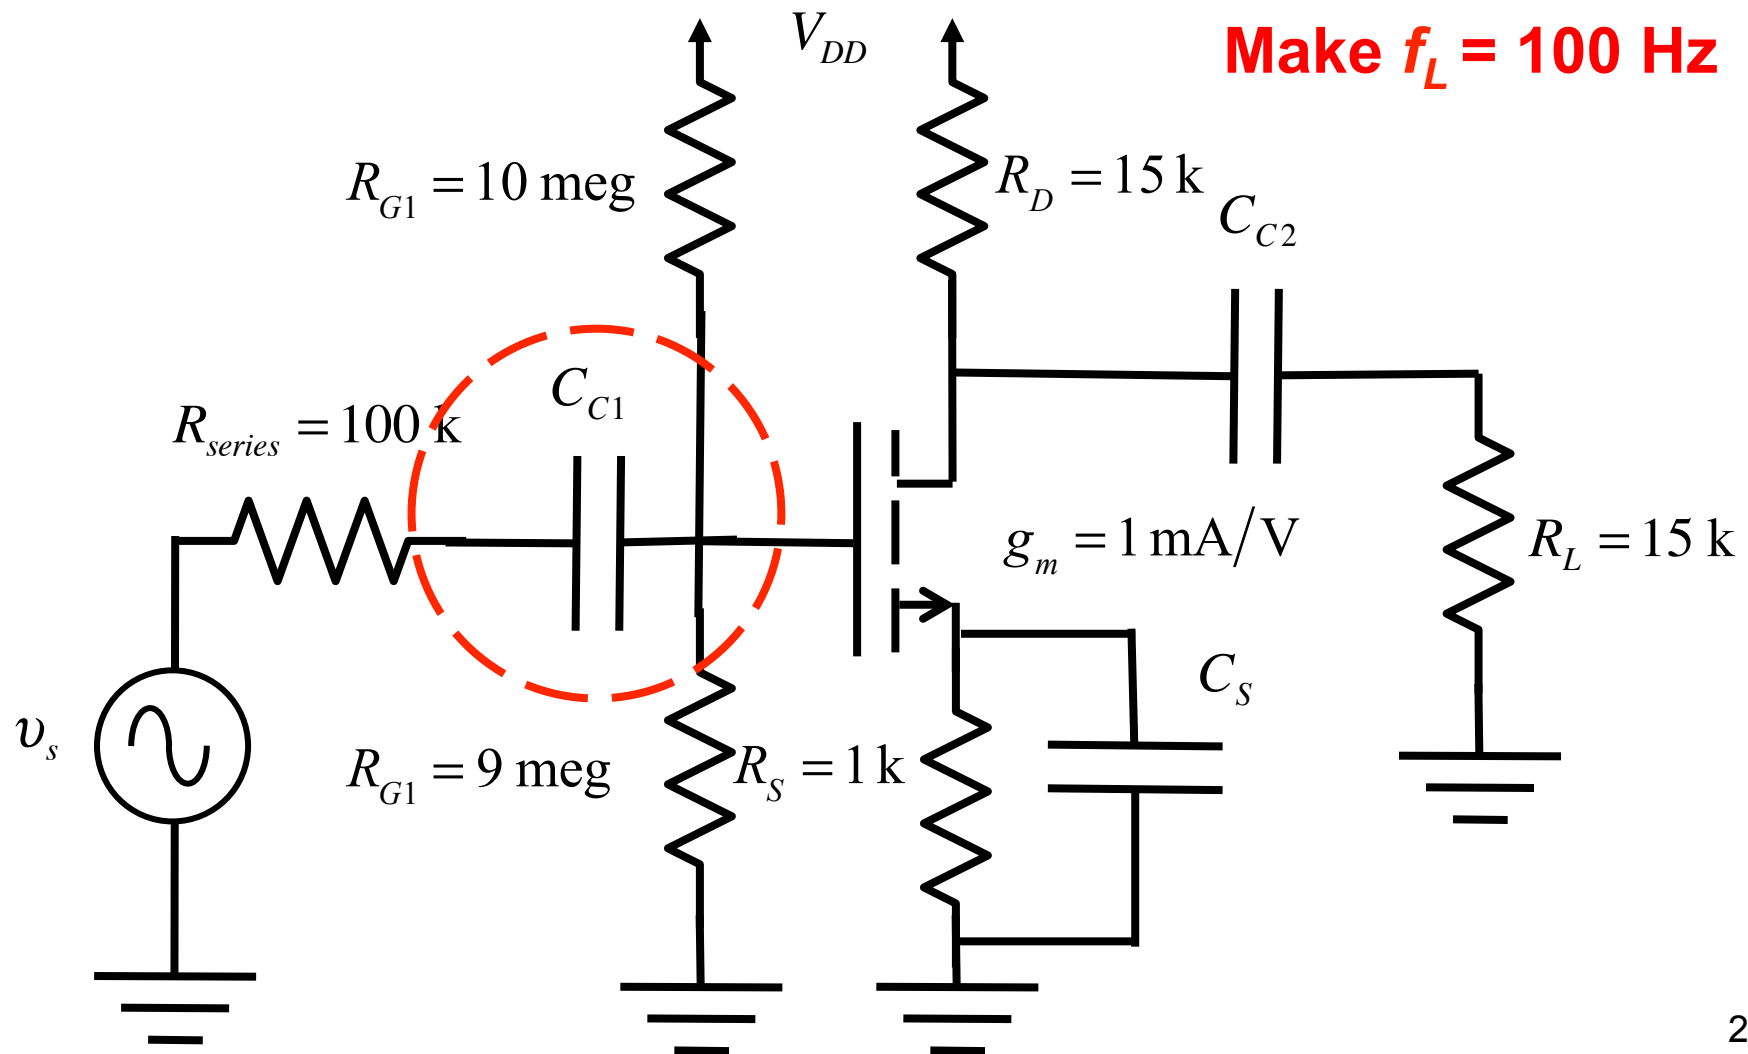 V_DD
Make f_L = 100 Hz
R_G1 = 10 meg
R_D = 15 k
C_C2
C_C1
R_series = 100 k
g_m = 1 mA/V
R_L = 15 k
C_S
υ_s
R_G1 = 9 meg
R_S = 1 k
2